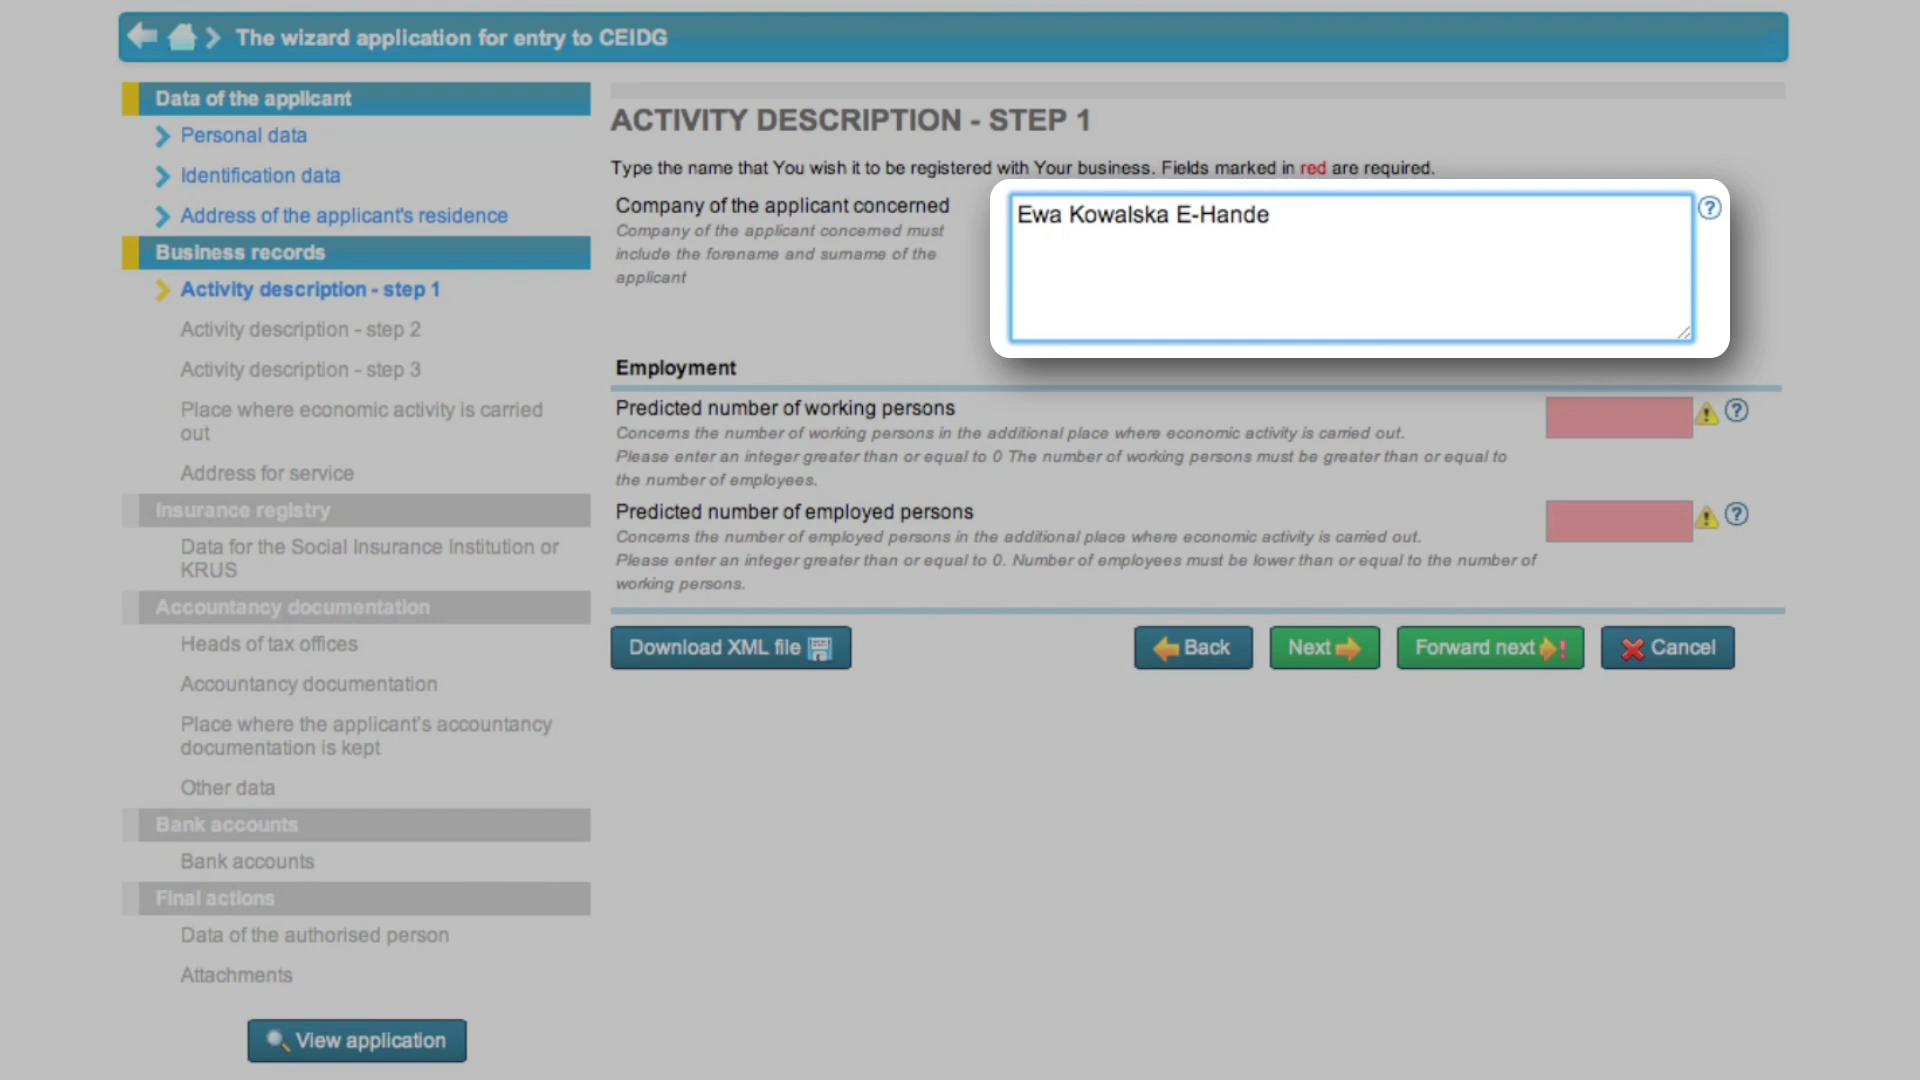 The wizard application for entry to CEIDG
Data of the applicant
Personal data
Identification data
Address of the applicant's residence
Business records
Activity description - step 1
Activity description - step 2
Activity description - step 3
Place where economic activity is carried
out
Address for service
Insurance registry
Data for the Social Insurance Institution or
KRUS
Accountancy documentation
Heads of tax offices
Accountancy documentation
Place where the applicant's accountancy
documentation is kept
Other data
Bank accounts
Bank accounts
Final actions
Data of the authorised person
Attachments
View application
ACTIVITY DESCRIPTION - STEP 1
Type the name that You wish it to be registered with Your business. Fields marked in red are required.
Company of the applicant concerned
Company of the applicant concerned must
include the forename and surname of the
applicant
Ewa Kowalska E-Hande
Employment
Predicted number of working persons
Concerns the number of working persons in the additional place where economic activity is carried out.
Please enter an integer greater than or equal to 0 The number of working persons must be greater than or equal to
the number of employees.
Predicted number of employed persons
Concerns the number of employed persons in the additional place where economic activity is carried out.
Please enter an integer greater than or equal to 0. Number of employees must be lower than or equal to the number of
working persons.
Download XML file
Back
Next
Forward next
Cancel